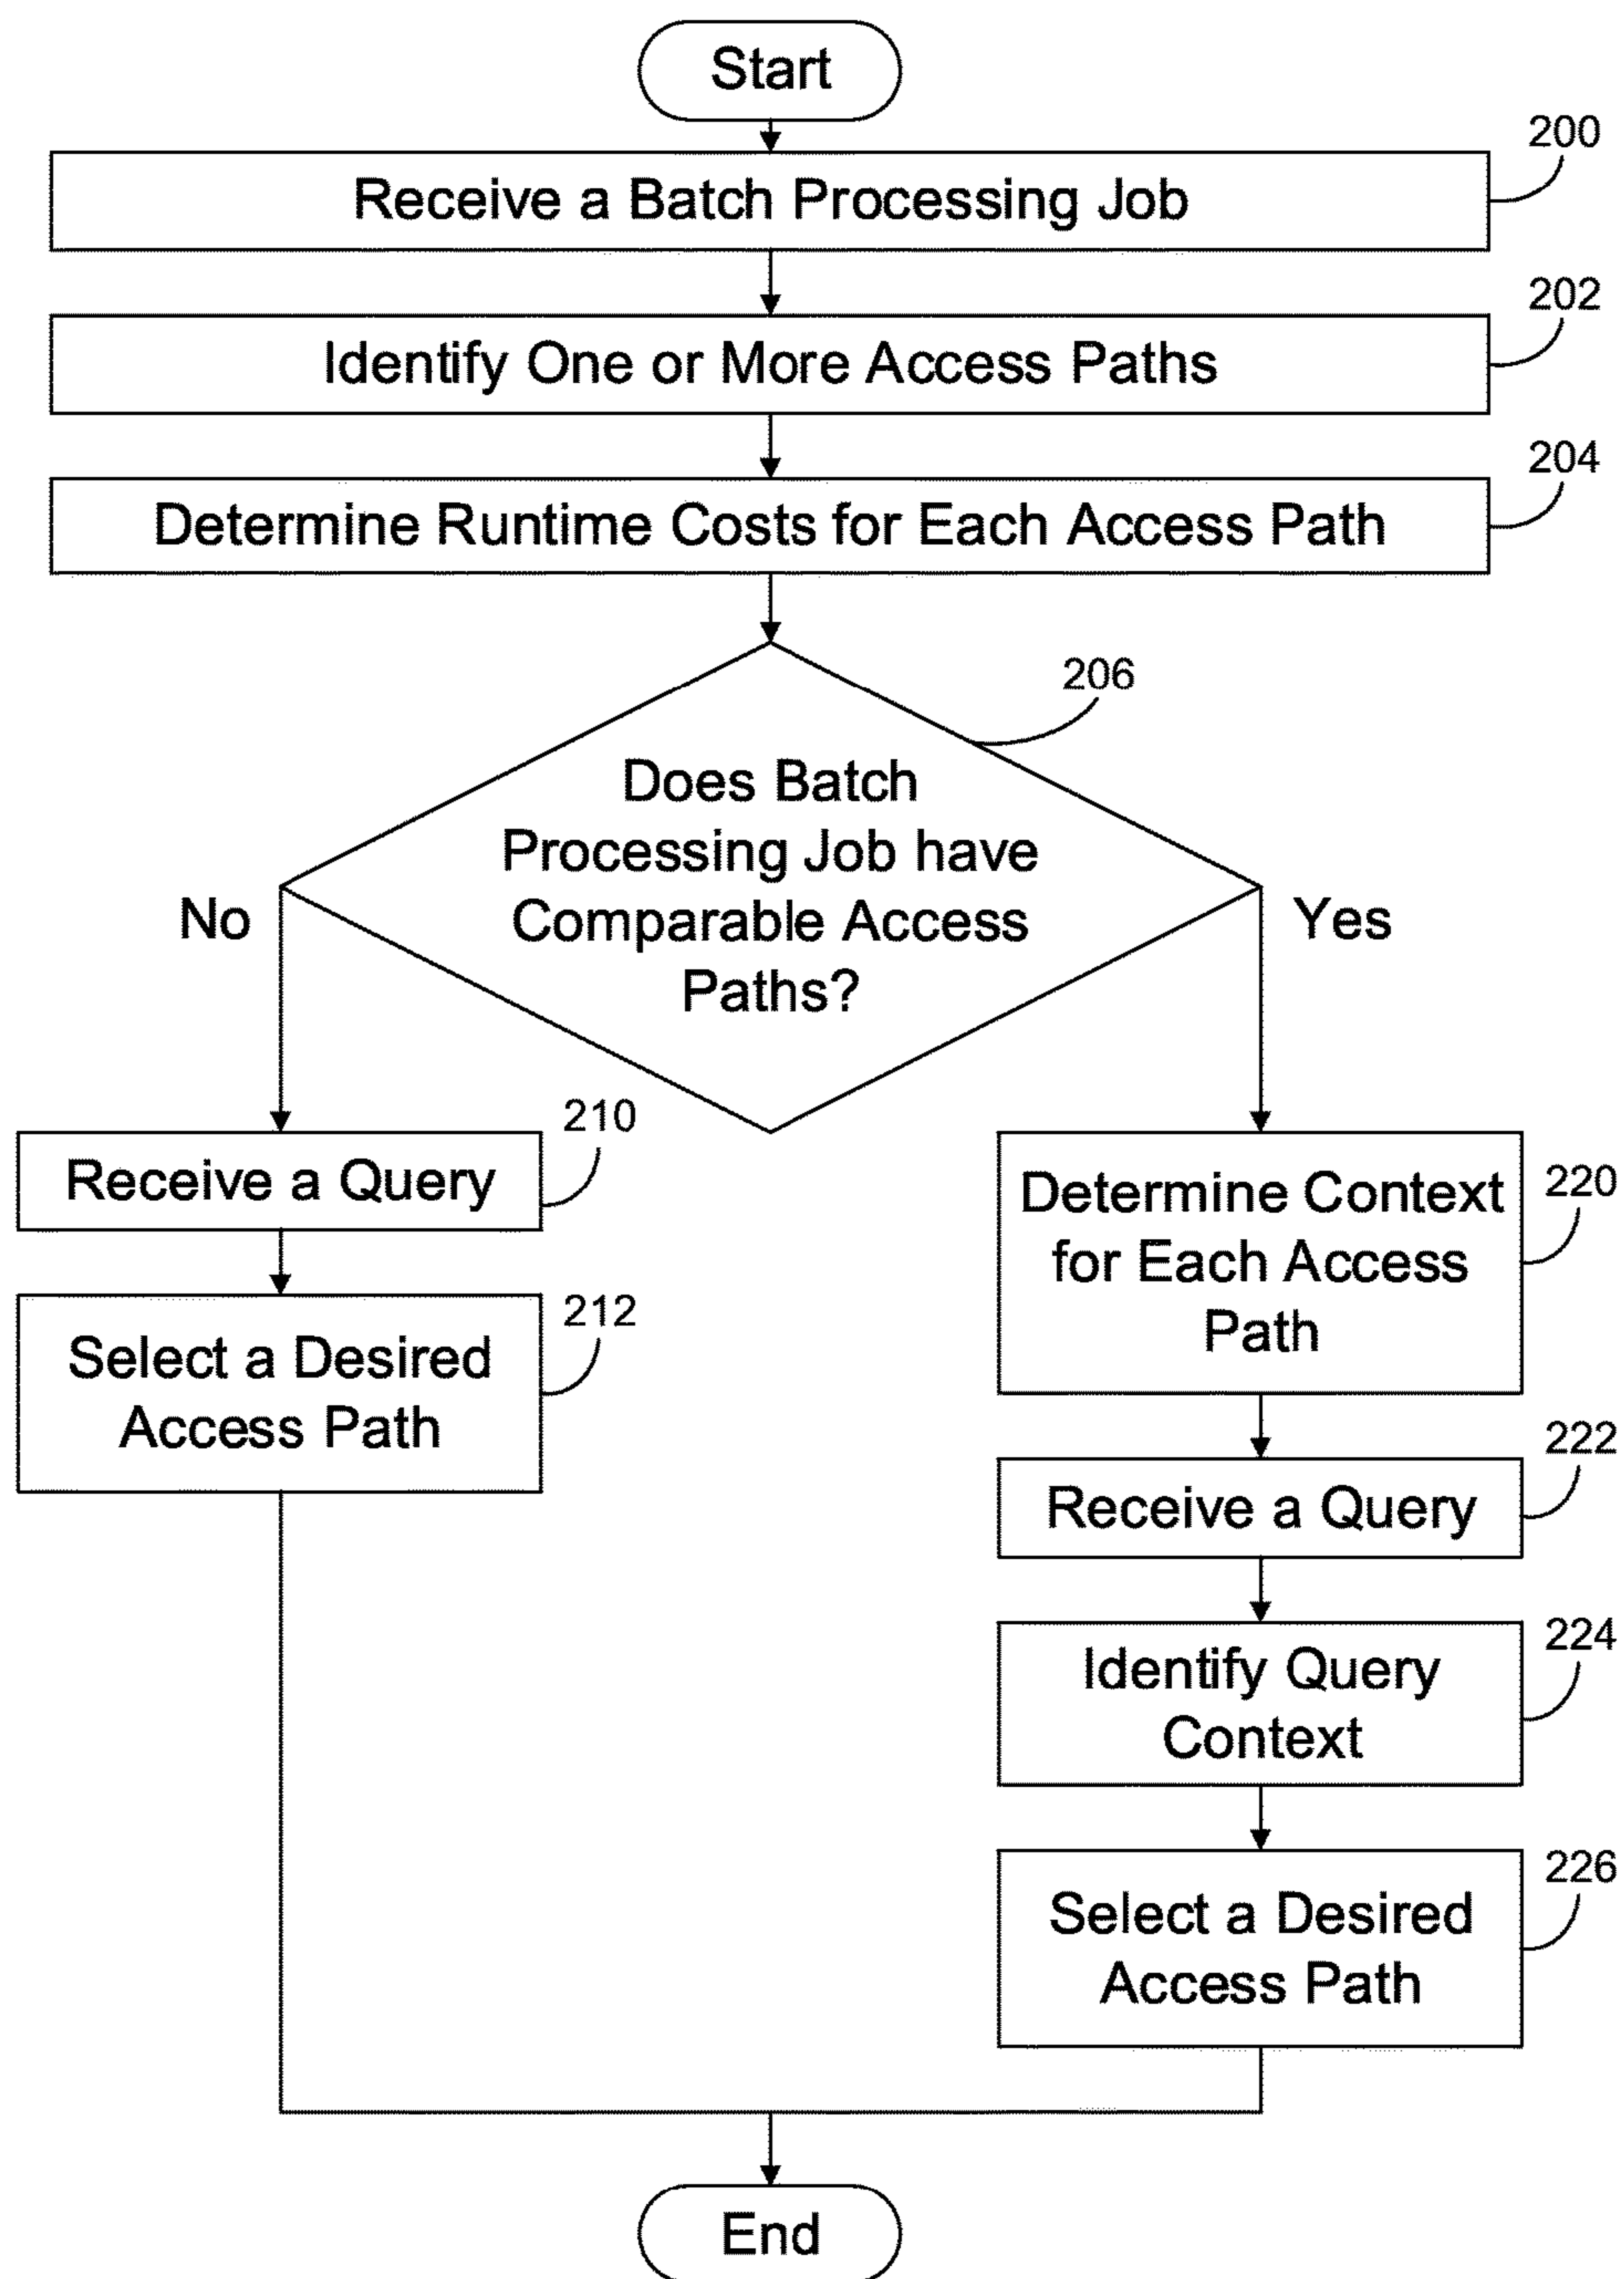 Start
200
Receive a Batch Processing Job
202
Identify One or More Access Paths
204
Determine Runtime Costs for Each Access Path
206
Does Batch
Processing Job have
Comparable Access
Paths?
No
Yes
210
Receive a Query
212
Select a Desired
Access Path
220
Determine Context
for Each Access
Path
222
Receive a Query
224
Identify Query
Context
226
Select a Desired
Access Path
End